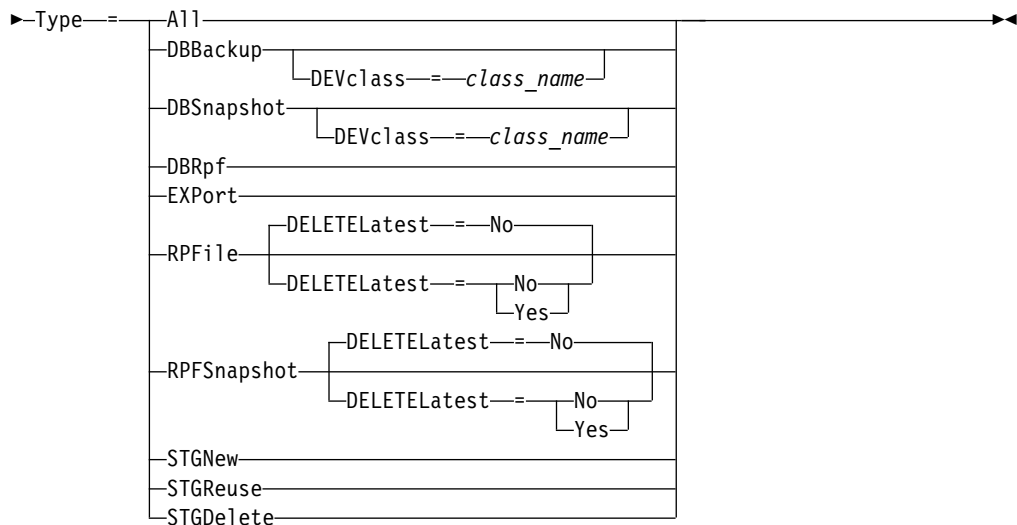 Type = All
DBBackup
DEVclass = class_name
DBSnapshot
DEVclass = class_name
DBRpf
EXPort
DELETELatest = No
RPFile
DELETELatest = No
Yes
DELETELatest = No
RPFSnapshot
DELETELatest = No
Yes
STGNew
STGReuse
STGDelete